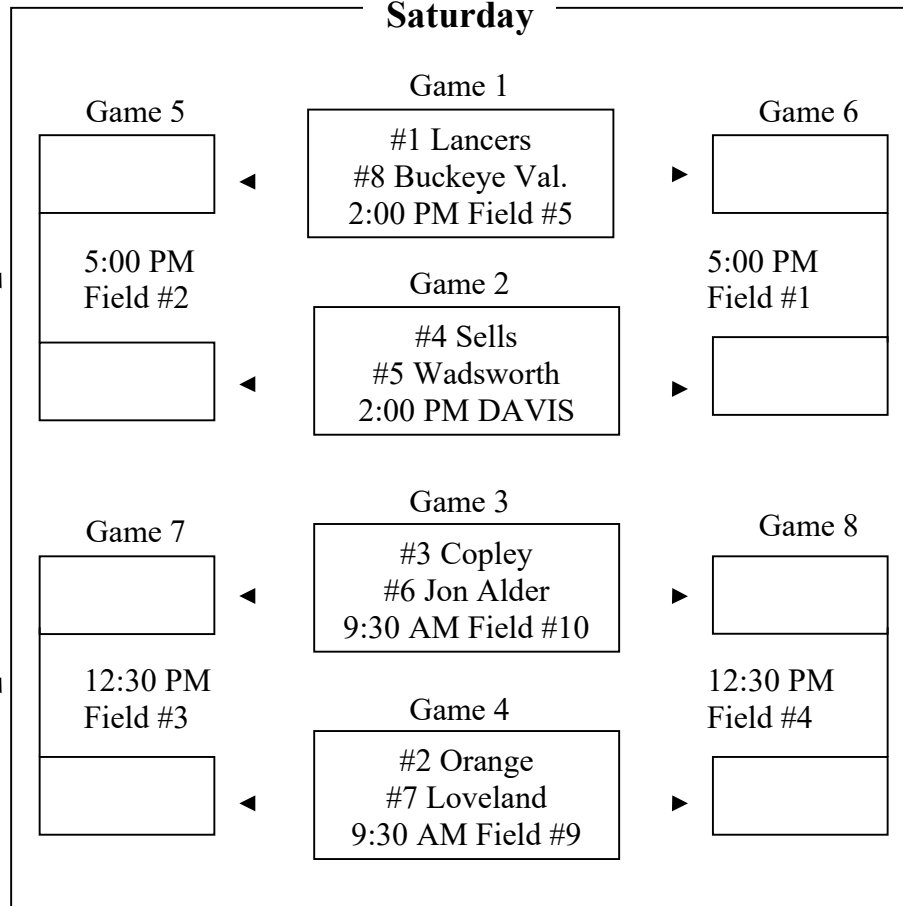 Saturday
Game 1
Game 5
Game 6
#1 Lancers
#8 Buckeye Val.
2:00 PM Field #5
5:00 PM
Field #2
5:00 PM
Field #1
Game 2
#4 Sells
#5 Wadsworth
2:00 PM DAVIS
Game 3
Game 7
Game 8
#3 Copley
#6 Jon Alder
9:30 AM Field #10
12:30 PM
Field #3
12:30 PM
Field #4
Game 4
#2 Orange
#7 Loveland
9:30 AM Field #9